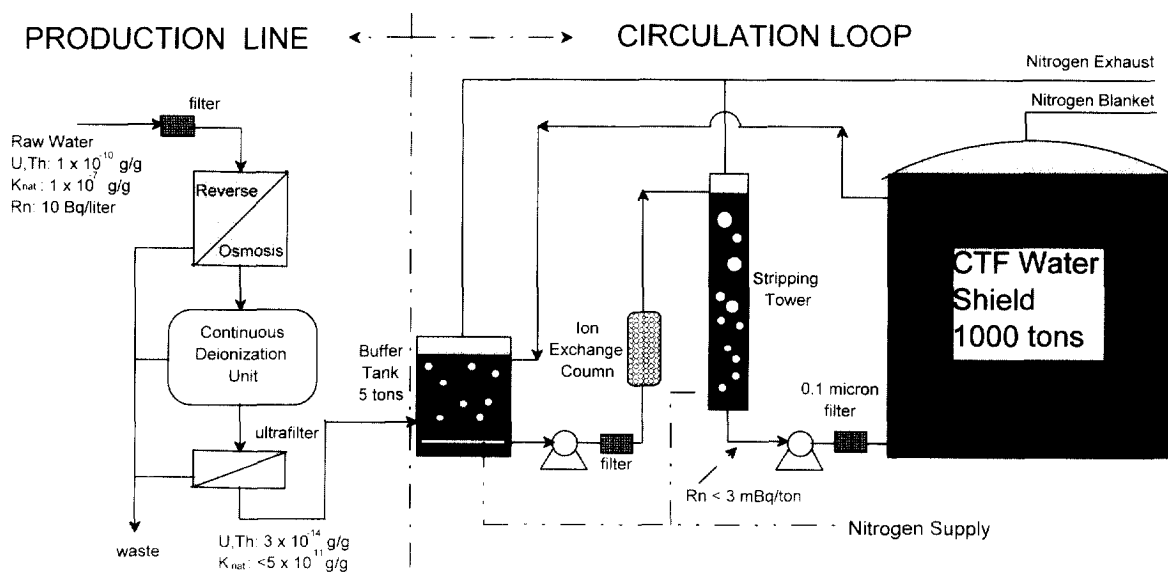 PRODUCTION LINE
CIRCULATION LOOP
Nitrogen Exhaust
Nitrogen Blanket
filter
Raw Water
U,Th: 1 x 10⁻¹⁰ g/g
Knat : 1 x 10⁻⁷ g/g
Rn: 10 Bq/liter
Reverse
Osmosis
Continuous
Deionization
Unit
ultrafilter
waste
U,Th: 3 x 10⁻¹⁴ g/g
K nat : <5 x 10⁻¹¹ g/g
Buffer
Tank
5 tons
filter
Ion
Exchange
Coumn
Stripping
Tower
Rn < 3 mBq/ton
0.1 micron
filter
CTF Water
Shield
1000 tons
Nitrogen Supply